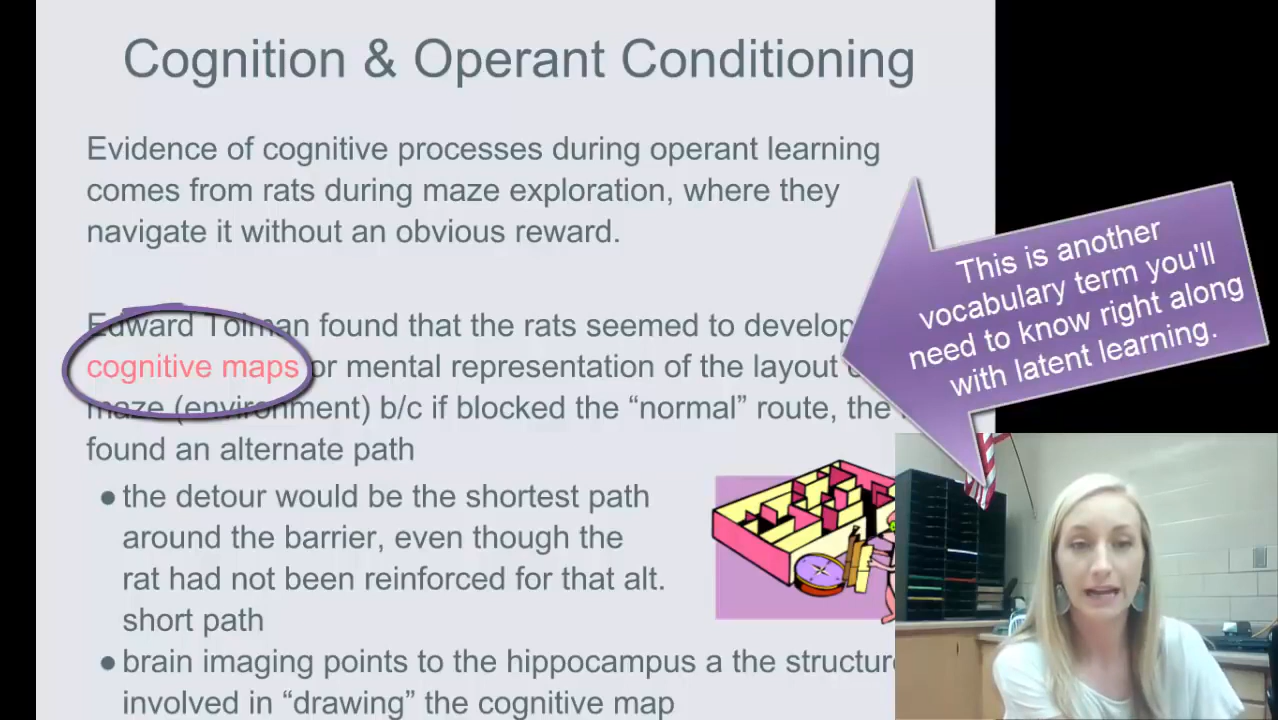 Cognition & Operant Conditioning
Evidence of cognitive processes during operant learning
comes from rats during maze exploration, where they
navigate it without an obvious reward.
Edward Tolman found that the rats seemed to develop
cognitive maps or mental representation of the layout
maze (environment) b/c if blocked the “normal” route, the
found an alternate path
● the detour would be the shortest path
around the barrier, even though the
rat had not been reinforced for that alt.
short path
● brain imaging points to the hippocampus a the structure
involved in “drawing” the cognitive map
This is another
vocabulary term you'll
need to know right along
with latent learning.